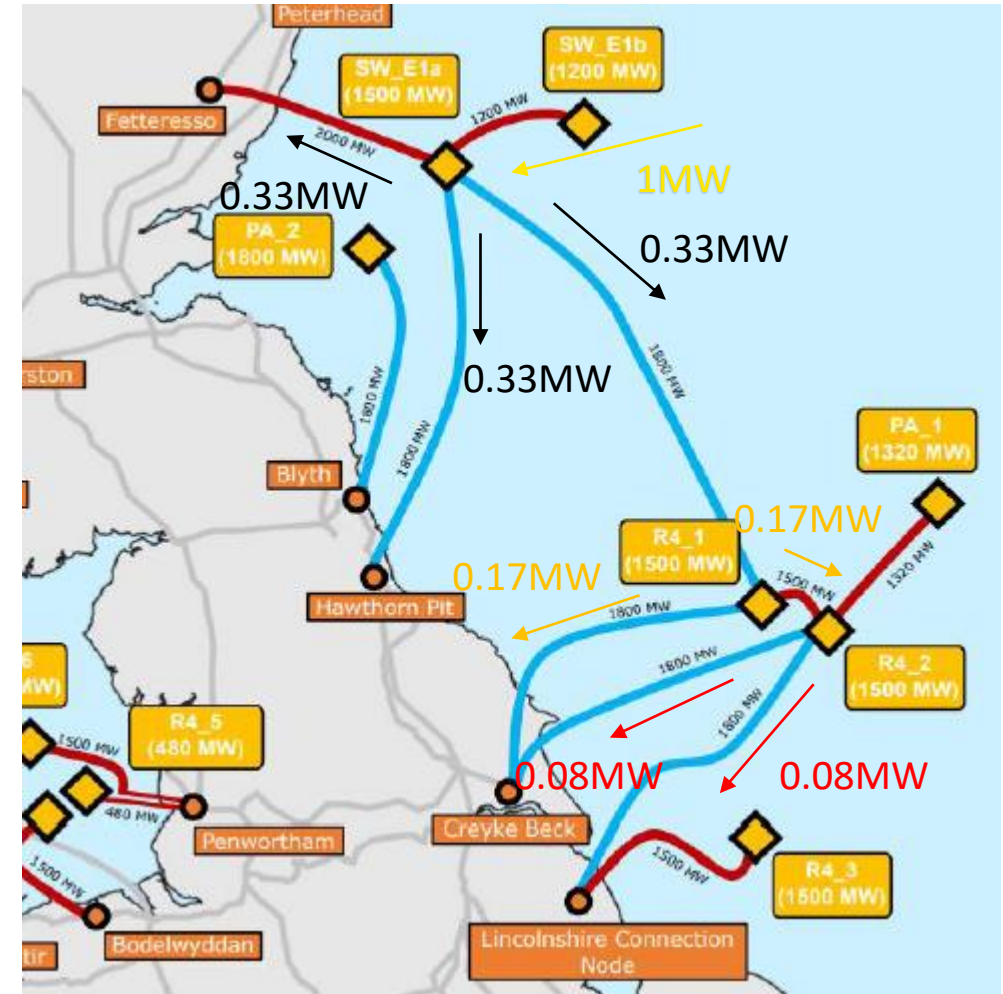 Peterhead
SW_E1b
(1200 MW)
SW_E1a
(1500 MW)
Fetteresso
2000 MW
1200 MW
1MW
0.33MW
PA_2
(1800 MW)
0.33MW
1800 MW
rston
1800 MW
0.33MW
1800 MW
PA_1
(1320 MW)
Blyth
0.17MW
R4_1
(1500 MW)
1500 MW
1320 MW
0.17MW
Hawthorn Pit
1800 MW
6
MW)
R4_5
(480 MW)
1500 MW
480 MW
1800 MW
R4_2
(1500 MW)
1800 MW
0.08MW
0.08MW
Penwortham
Creyke Beck
1500 MW
R4_3
(1500 MW)
1500 MW
Bodelwyddan
tir
Lincolnshire Connection
Node